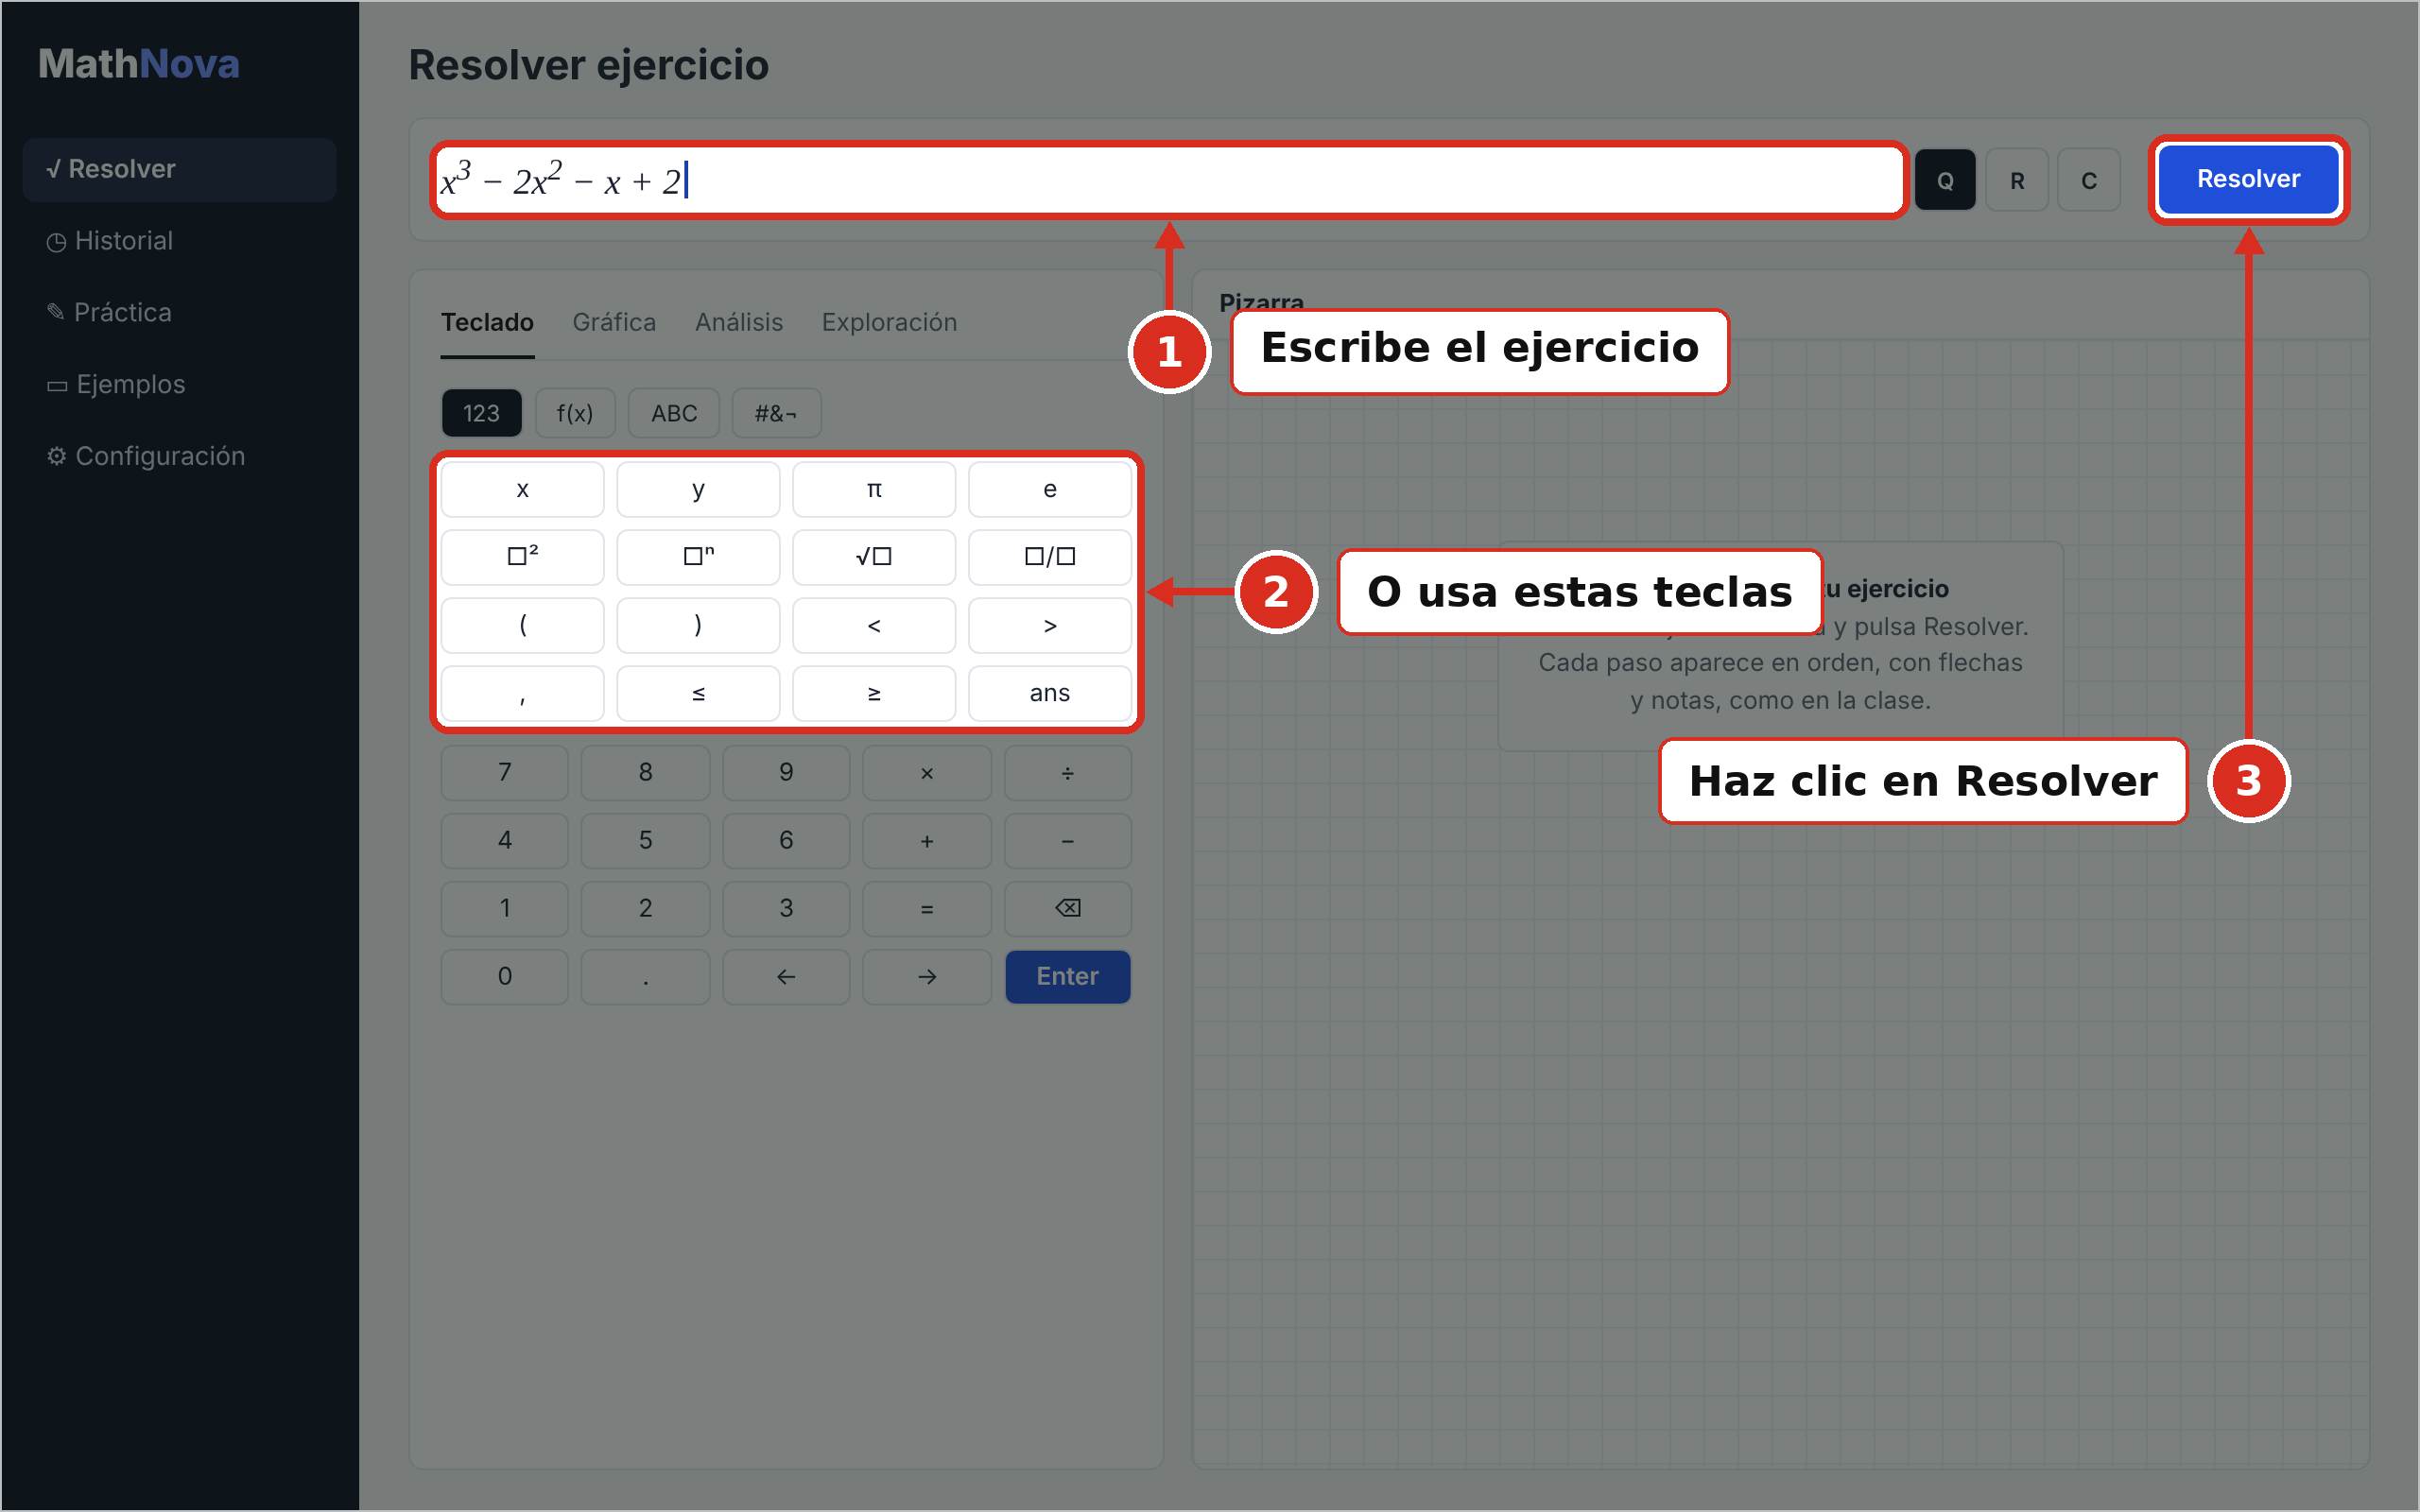 MathNova
√ Resolver
◷ Historial
✎ Práctica
▭ Ejemplos
⚙ Configuración
Resolver ejercicio
x³ − 2x² − x + 2
Q R C
Resolver
Teclado Gráfica Análisis Exploración
123 f(x) ABC #&¬
x y π e
□² □ⁿ √□ □/□
( ) < >
, ≤ ≥ ans
7 8 9 × ÷
4 5 6 + −
1 2 3 = ⌫
0 . ← → Enter
Pizarra
1 Escribe el ejercicio
2 O usa estas teclas
tu ejercicio
y pulsa Resolver.
Cada paso aparece en orden, con flechas
y notas, como en la clase.
Haz clic en Resolver 3